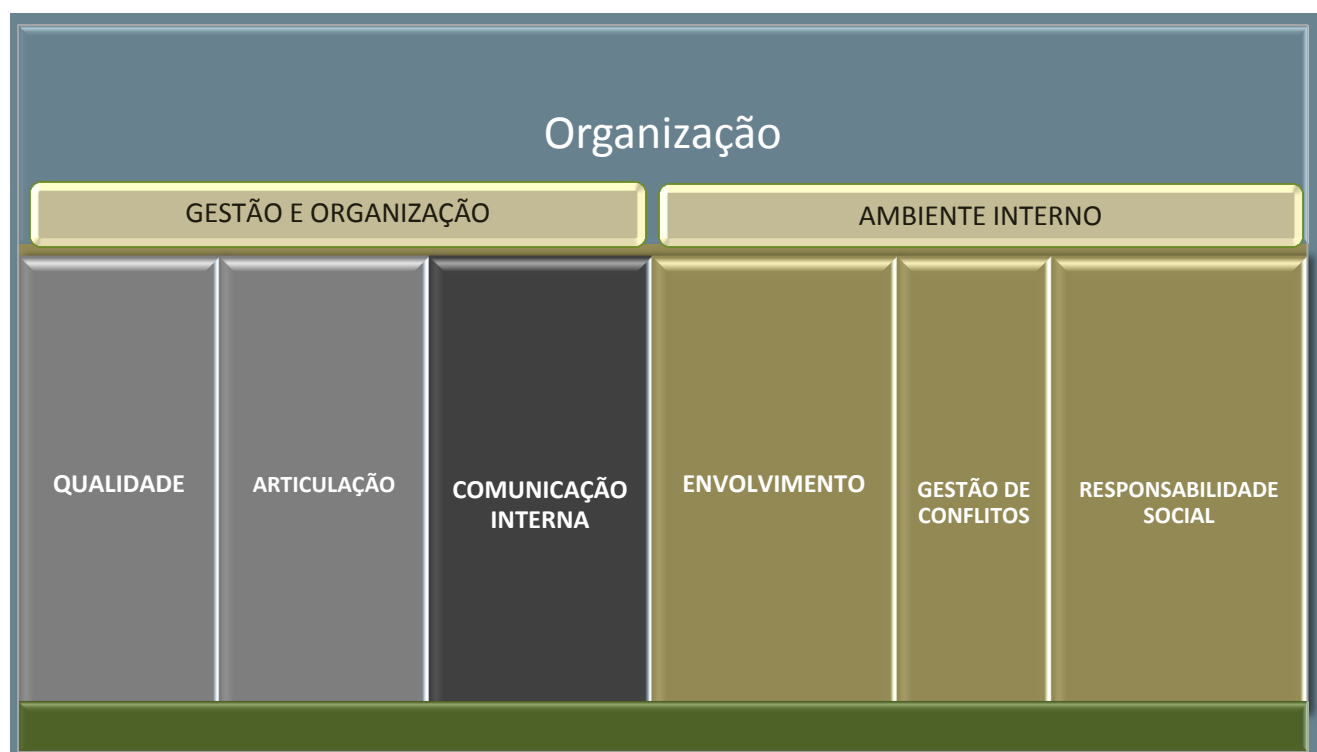 Organização
GESTÃO E ORGANIZAÇÃO
AMBIENTE INTERNO
QUALIDADE
ARTICULAÇÃO
COMUNICAÇÃO
INTERNA
ENVOLVIMENTO
GESTÃO DE
CONFLITOS
RESPONSABILIDADE
SOCIAL